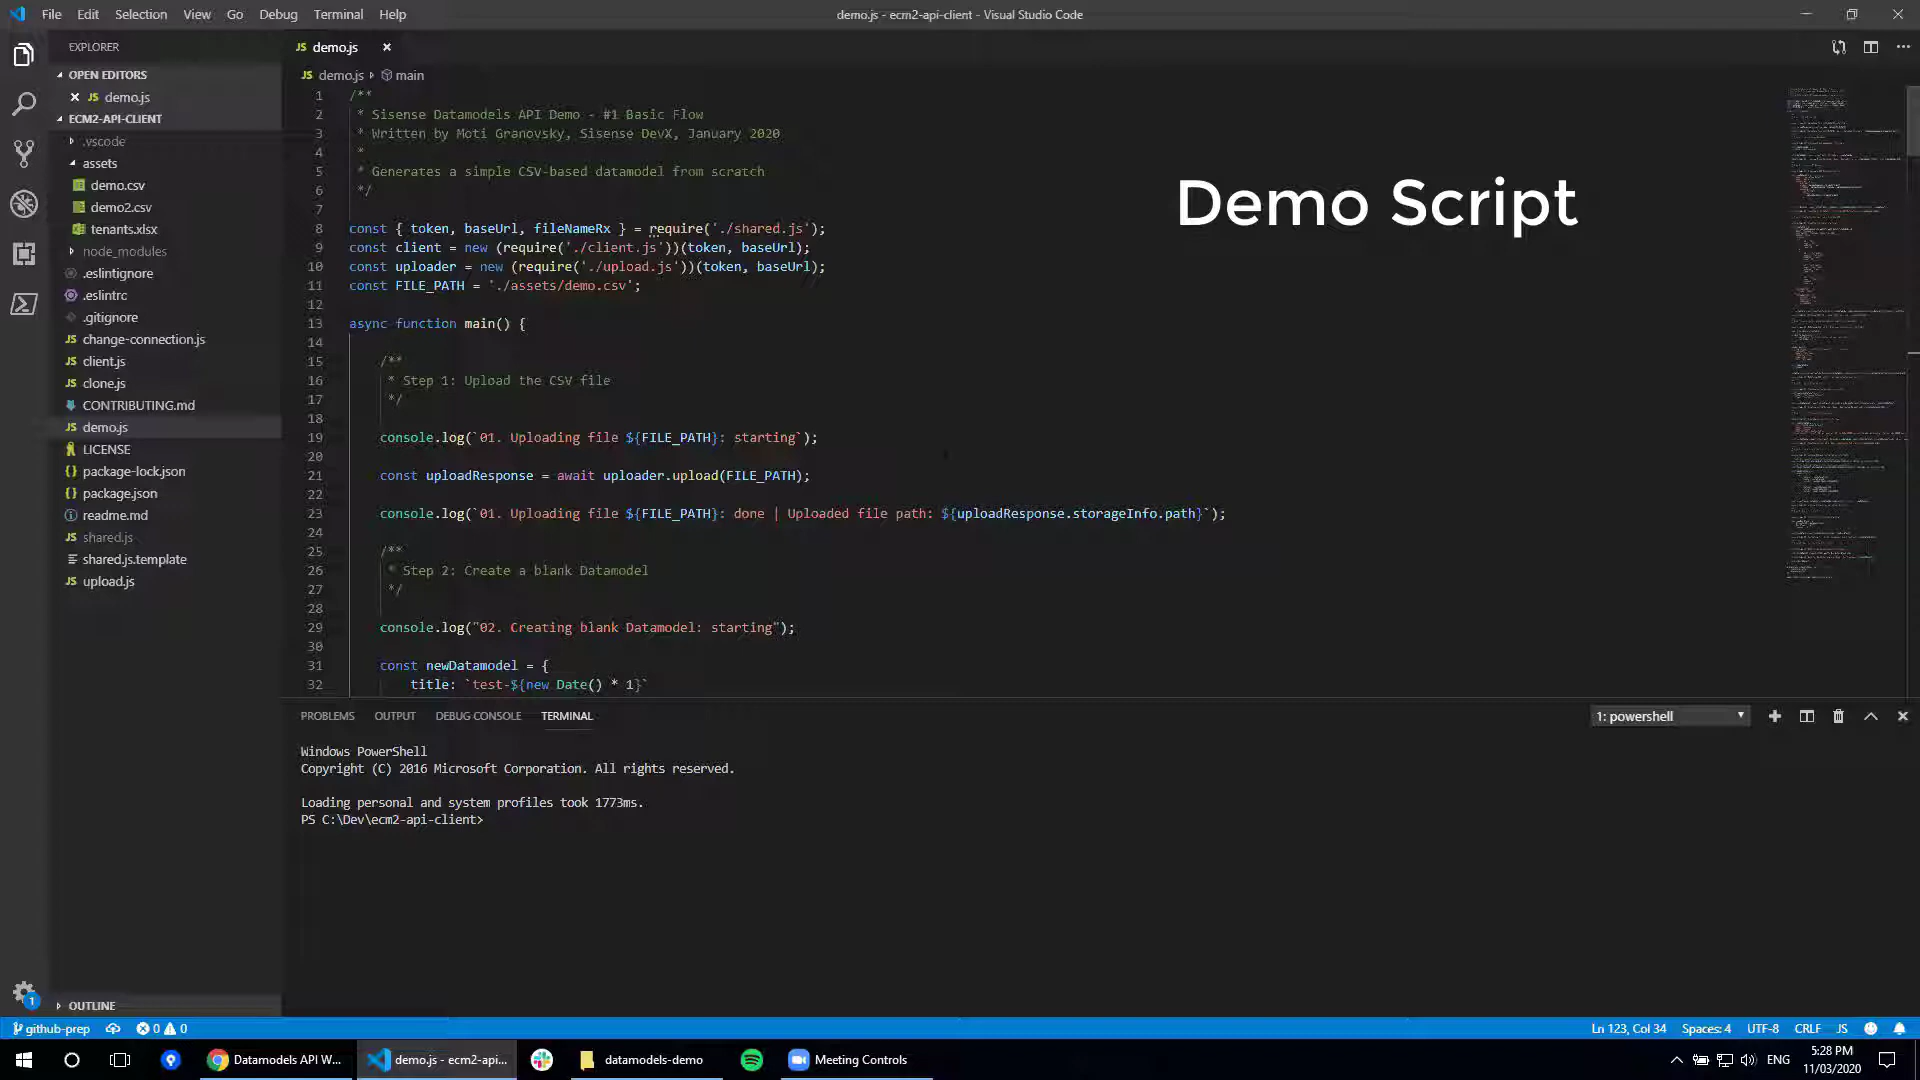 File Edit Selection View Go Debug Terminal Help
demo.js - ecm2-api-client - Visual Studio Code
EXPLORER
OPEN EDITORS
JS demo.js
ECM2-API-CLIENT
.vscode
assets
demo.csv
demo2.csv
tenants.xlsx
node_modules
.eslintignore
.eslintrc
.gitignore
JS change-connection.js
JS client.js
JS clone.js
CONTRIBUTING.md
JS demo.js
LICENSE
{} package-lock.json
{} package.json
readme.md
JS shared.js
shared.js.template
JS upload.js
OUTLINE
JS demo.js
JS demo.js main
1 /**
2 * Sisense Datamodels API Demo - #1 Basic Flow
3 * Written by Moti Granovsky, Sisense DevX, January 2020
4 *
5 * Generates a simple CSV-based datamodel from scratch
6 */
7
8 const { token, baseUrl, fileNameRx } = require('./shared.js');
9 const client = new (require('./client.js'))(token, baseUrl);
10 const uploader = new (require('./upload.js'))(token, baseUrl);
11 const FILE_PATH = './assets/demo.csv';
12
13 async function main() {
14
15 /**
16 * Step 1: Upload the CSV file
17 */
18
19 console.log(`01. Uploading file ${FILE_PATH}: starting`);
20
21 const uploadResponse = await uploader.upload(FILE_PATH);
22
23 console.log(`01. Uploading file ${FILE_PATH}: done | Uploaded file path: ${uploadResponse.storageInfo.path}`);
24
25 /**
26 * Step 2: Create a blank Datamodel
27 */
28
29 console.log("02. Creating blank Datamodel: starting");
30
31 const newDatamodel = {
32 title: `test-${new Date() * 1}`
Demo Script
PROBLEMS OUTPUT DEBUG CONSOLE TERMINAL
1: powershell
Windows PowerShell
Copyright (C) 2016 Microsoft Corporation. All rights reserved.
Loading personal and system profiles took 1773ms.
PS C:\Dev\ecm2-api-client>
1
github-prep 0 0
Ln 123, Col 34 Spaces: 4 UTF-8 CRLF JS
Datamodels API W...
demo.js - ecm2-api...
datamodels-demo
Meeting Controls
ENG
5:28 PM
11/03/2020